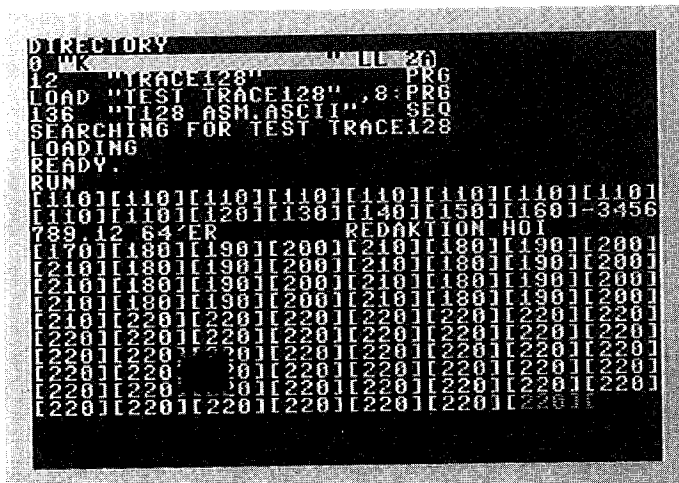 DIRECTORY
0 "K " LL 2A
12 "TRACE128" PRG
LOAD "TEST TRACE128" ,8:PRG
136 "T128 ASM.ASCII" SEQ
SEARCHING FOR TEST TRACE128
LOADING
READY.
RUN
[110][110][110][110][110][110][110][110]
[110][110][120][130][140][150][160]-3456
789.12 64'ER REDAKTION HOI
[170][180][190][200][210][180][190][200]
[210][180][190][200][210][180][190][200]
[210][180][190][200][210][180][190][200]
[210][180][190][200][210][180][190][200]
[210][220][220][220][220][220][220][220]
[220][220][220][220][220][220][220][220]
[220][220 20][220][220][220][220][220]
[220][220 20][220][220][220][220][220]
[220][220 20][220][220][220][220][220]
[220][220][220][220][220][220][220][